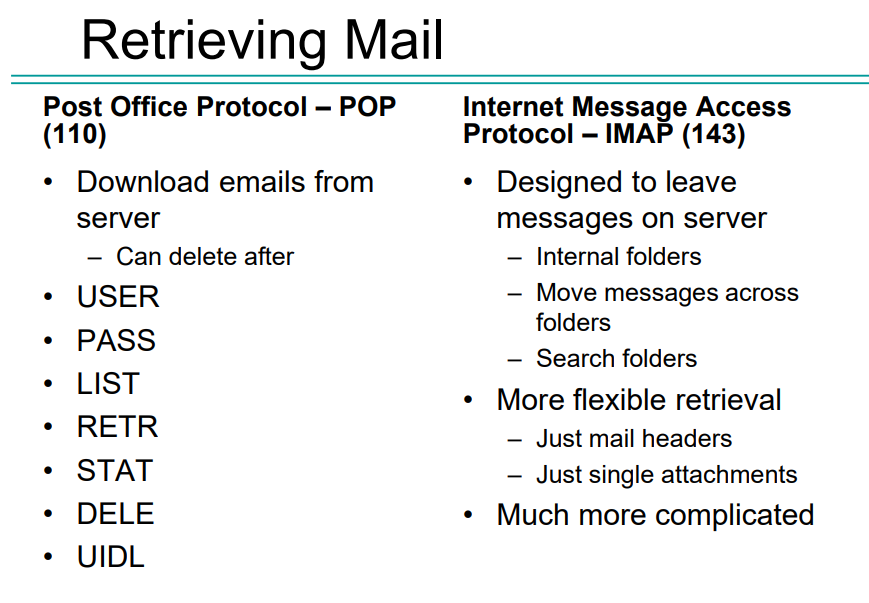 Retrieving Mail
Post Office Protocol – POP
(110)
• Download emails from
server
– Can delete after
• USER
• PASS
• LIST
• RETR
• STAT
• DELE
• UIDL
Internet Message Access
Protocol – IMAP (143)
• Designed to leave
messages on server
– Internal folders
– Move messages across
folders
– Search folders
• More flexible retrieval
– Just mail headers
– Just single attachments
• Much more complicated